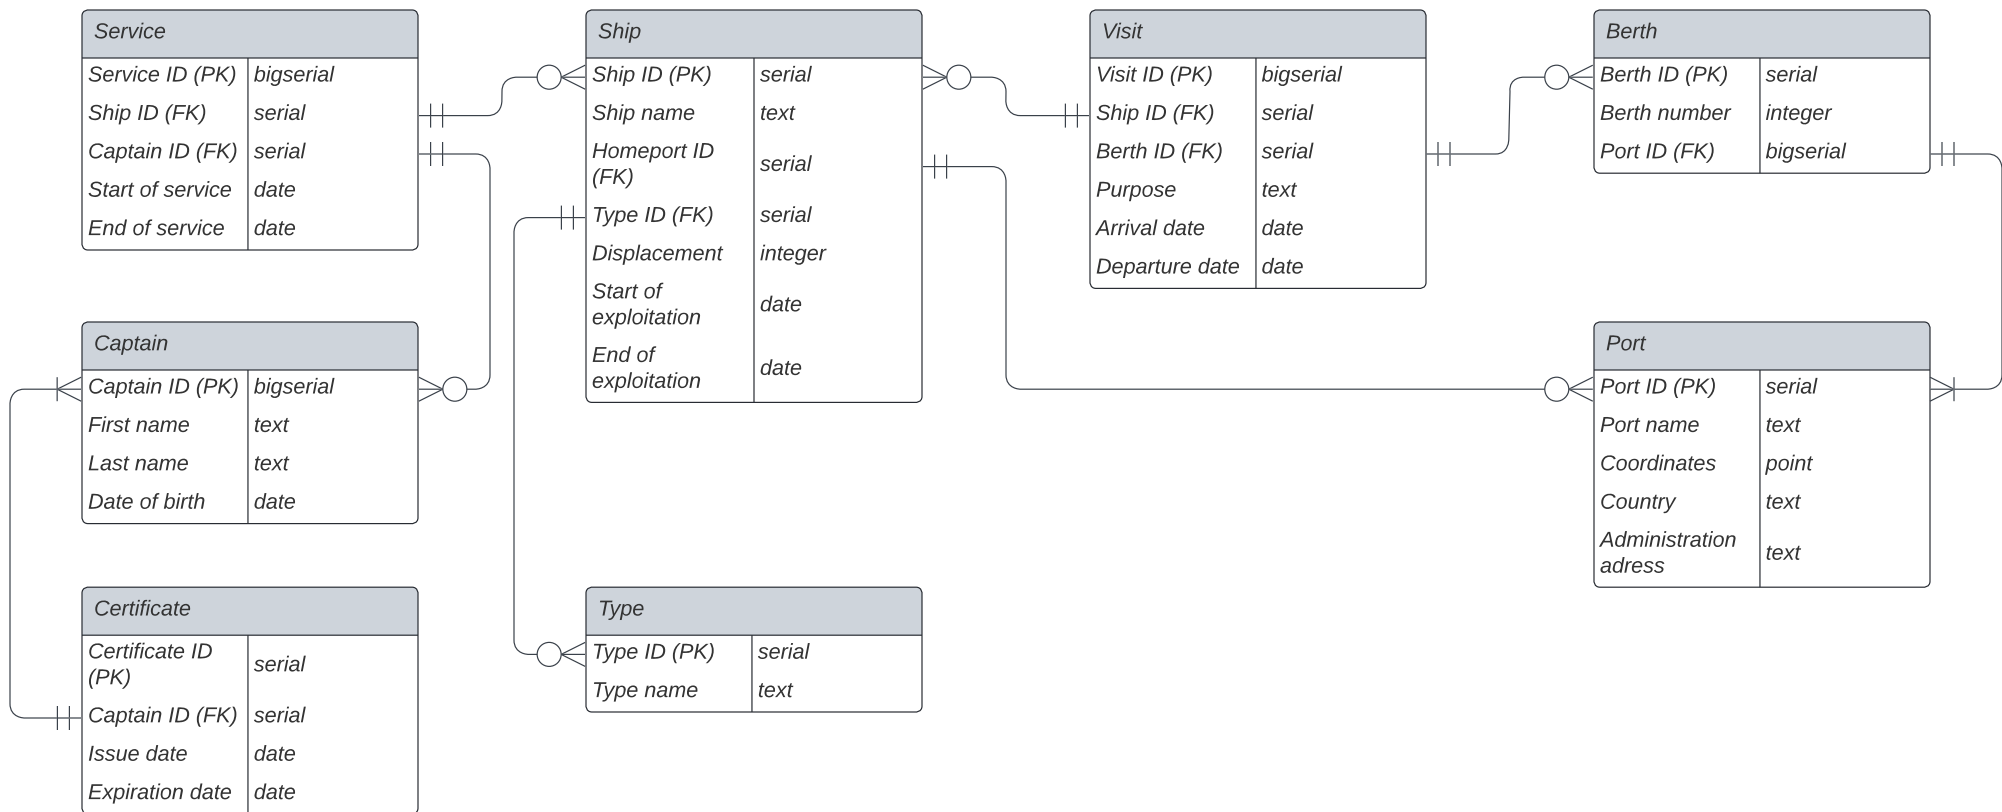 Service
Service ID (PK) bigserial
Ship ID (FK) serial
Captain ID (FK) serial
Start of service date
End of service date
Ship
Ship ID (PK) serial
Ship name text
Homeport ID
(FK) serial
Type ID (FK) serial
Displacement integer
Start of
exploitation date
End of
exploitation date
Visit
Visit ID (PK) bigserial
Ship ID (FK) serial
Berth ID (FK) serial
Purpose text
Arrival date date
Departure date date
Berth
Berth ID (PK) serial
Berth number integer
Port ID (FK) bigserial
Captain
Captain ID (PK) bigserial
First name text
Last name text
Date of birth date
Port
Port ID (PK) serial
Port name text
Coordinates point
Country text
Administration
adress text
Certificate
Certificate ID
(PK) serial
Captain ID (FK) serial
Issue date date
Expiration date date
Type
Type ID (PK) serial
Type name text